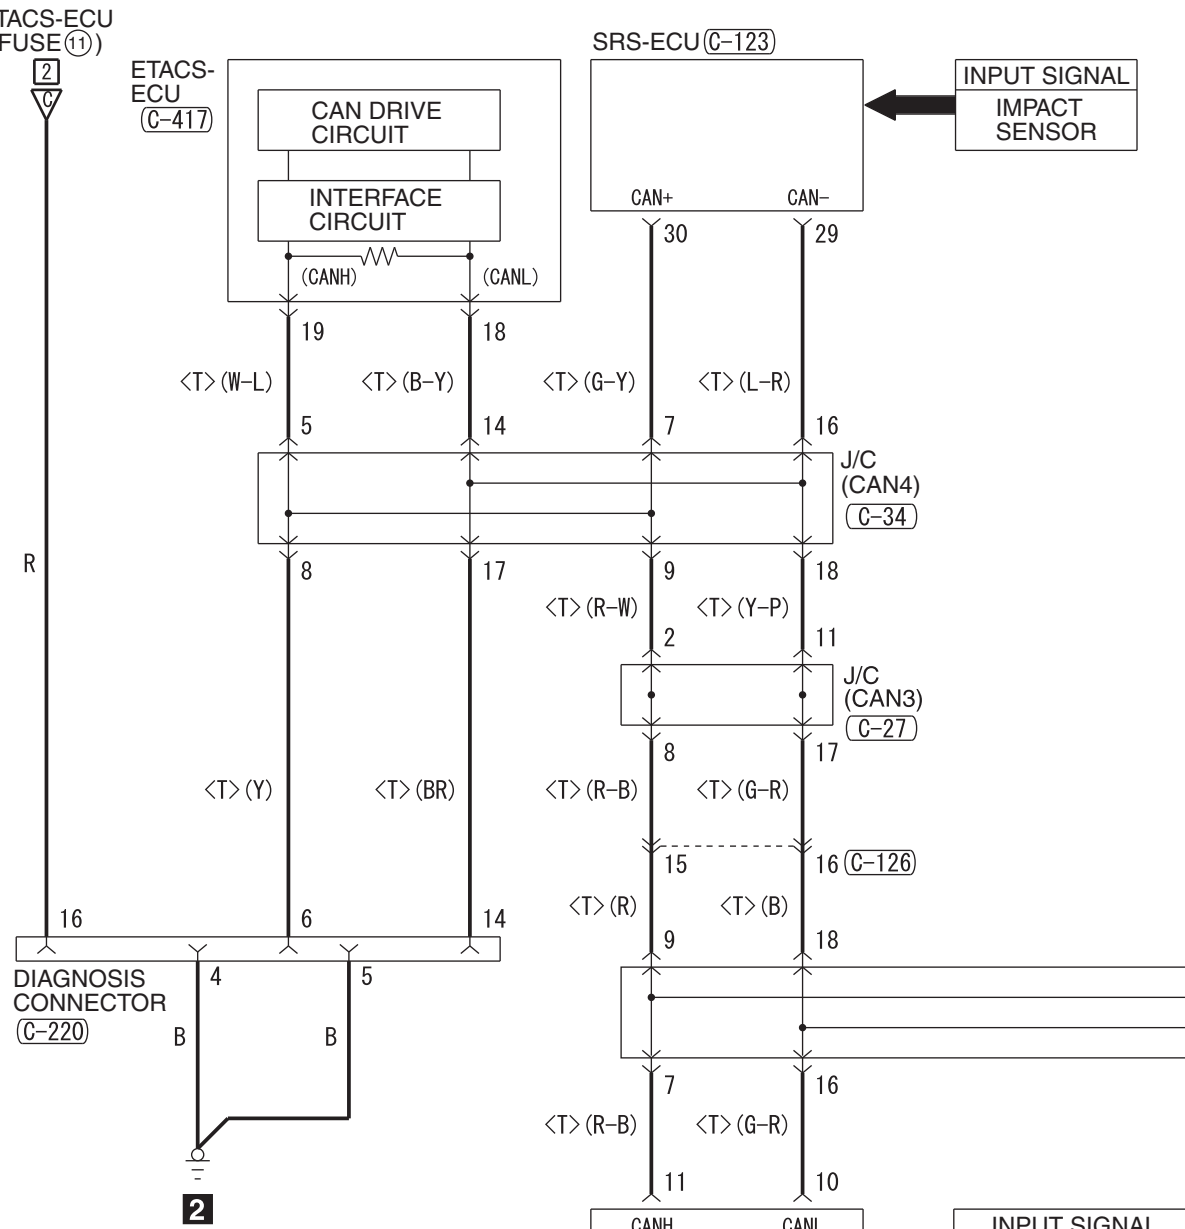 TACS-ECU
FUSE⑪)
2
C
ETACS-
ECU
C-417
CAN DRIVE
CIRCUIT
INTERFACE
CIRCUIT
(CANH) (CANL)
SRS-ECU C-123
CAN+ CAN-
INPUT SIGNAL
IMPACT
SENSOR
19 18 30 29
<T>(W-L) <T>(B-Y) <T>(G-Y) <T>(L-R)
5 14 7 16
J/C
(CAN4)
C-34
R
8 17 9 18
<T>(R-W) <T>(Y-P)
2 11
J/C
(CAN3)
C-27
8 17
<T>(Y) <T>(BR) <T>(R-B) <T>(G-R)
15 16 C-126
<T>(R) <T>(B)
16 6 14 9 18
DIAGNOSIS
CONNECTOR
C-220
4 5
B B
7 16
<T>(R-B) <T>(G-R)
11 10
2
CANH CANL
INPUT SIGNAL